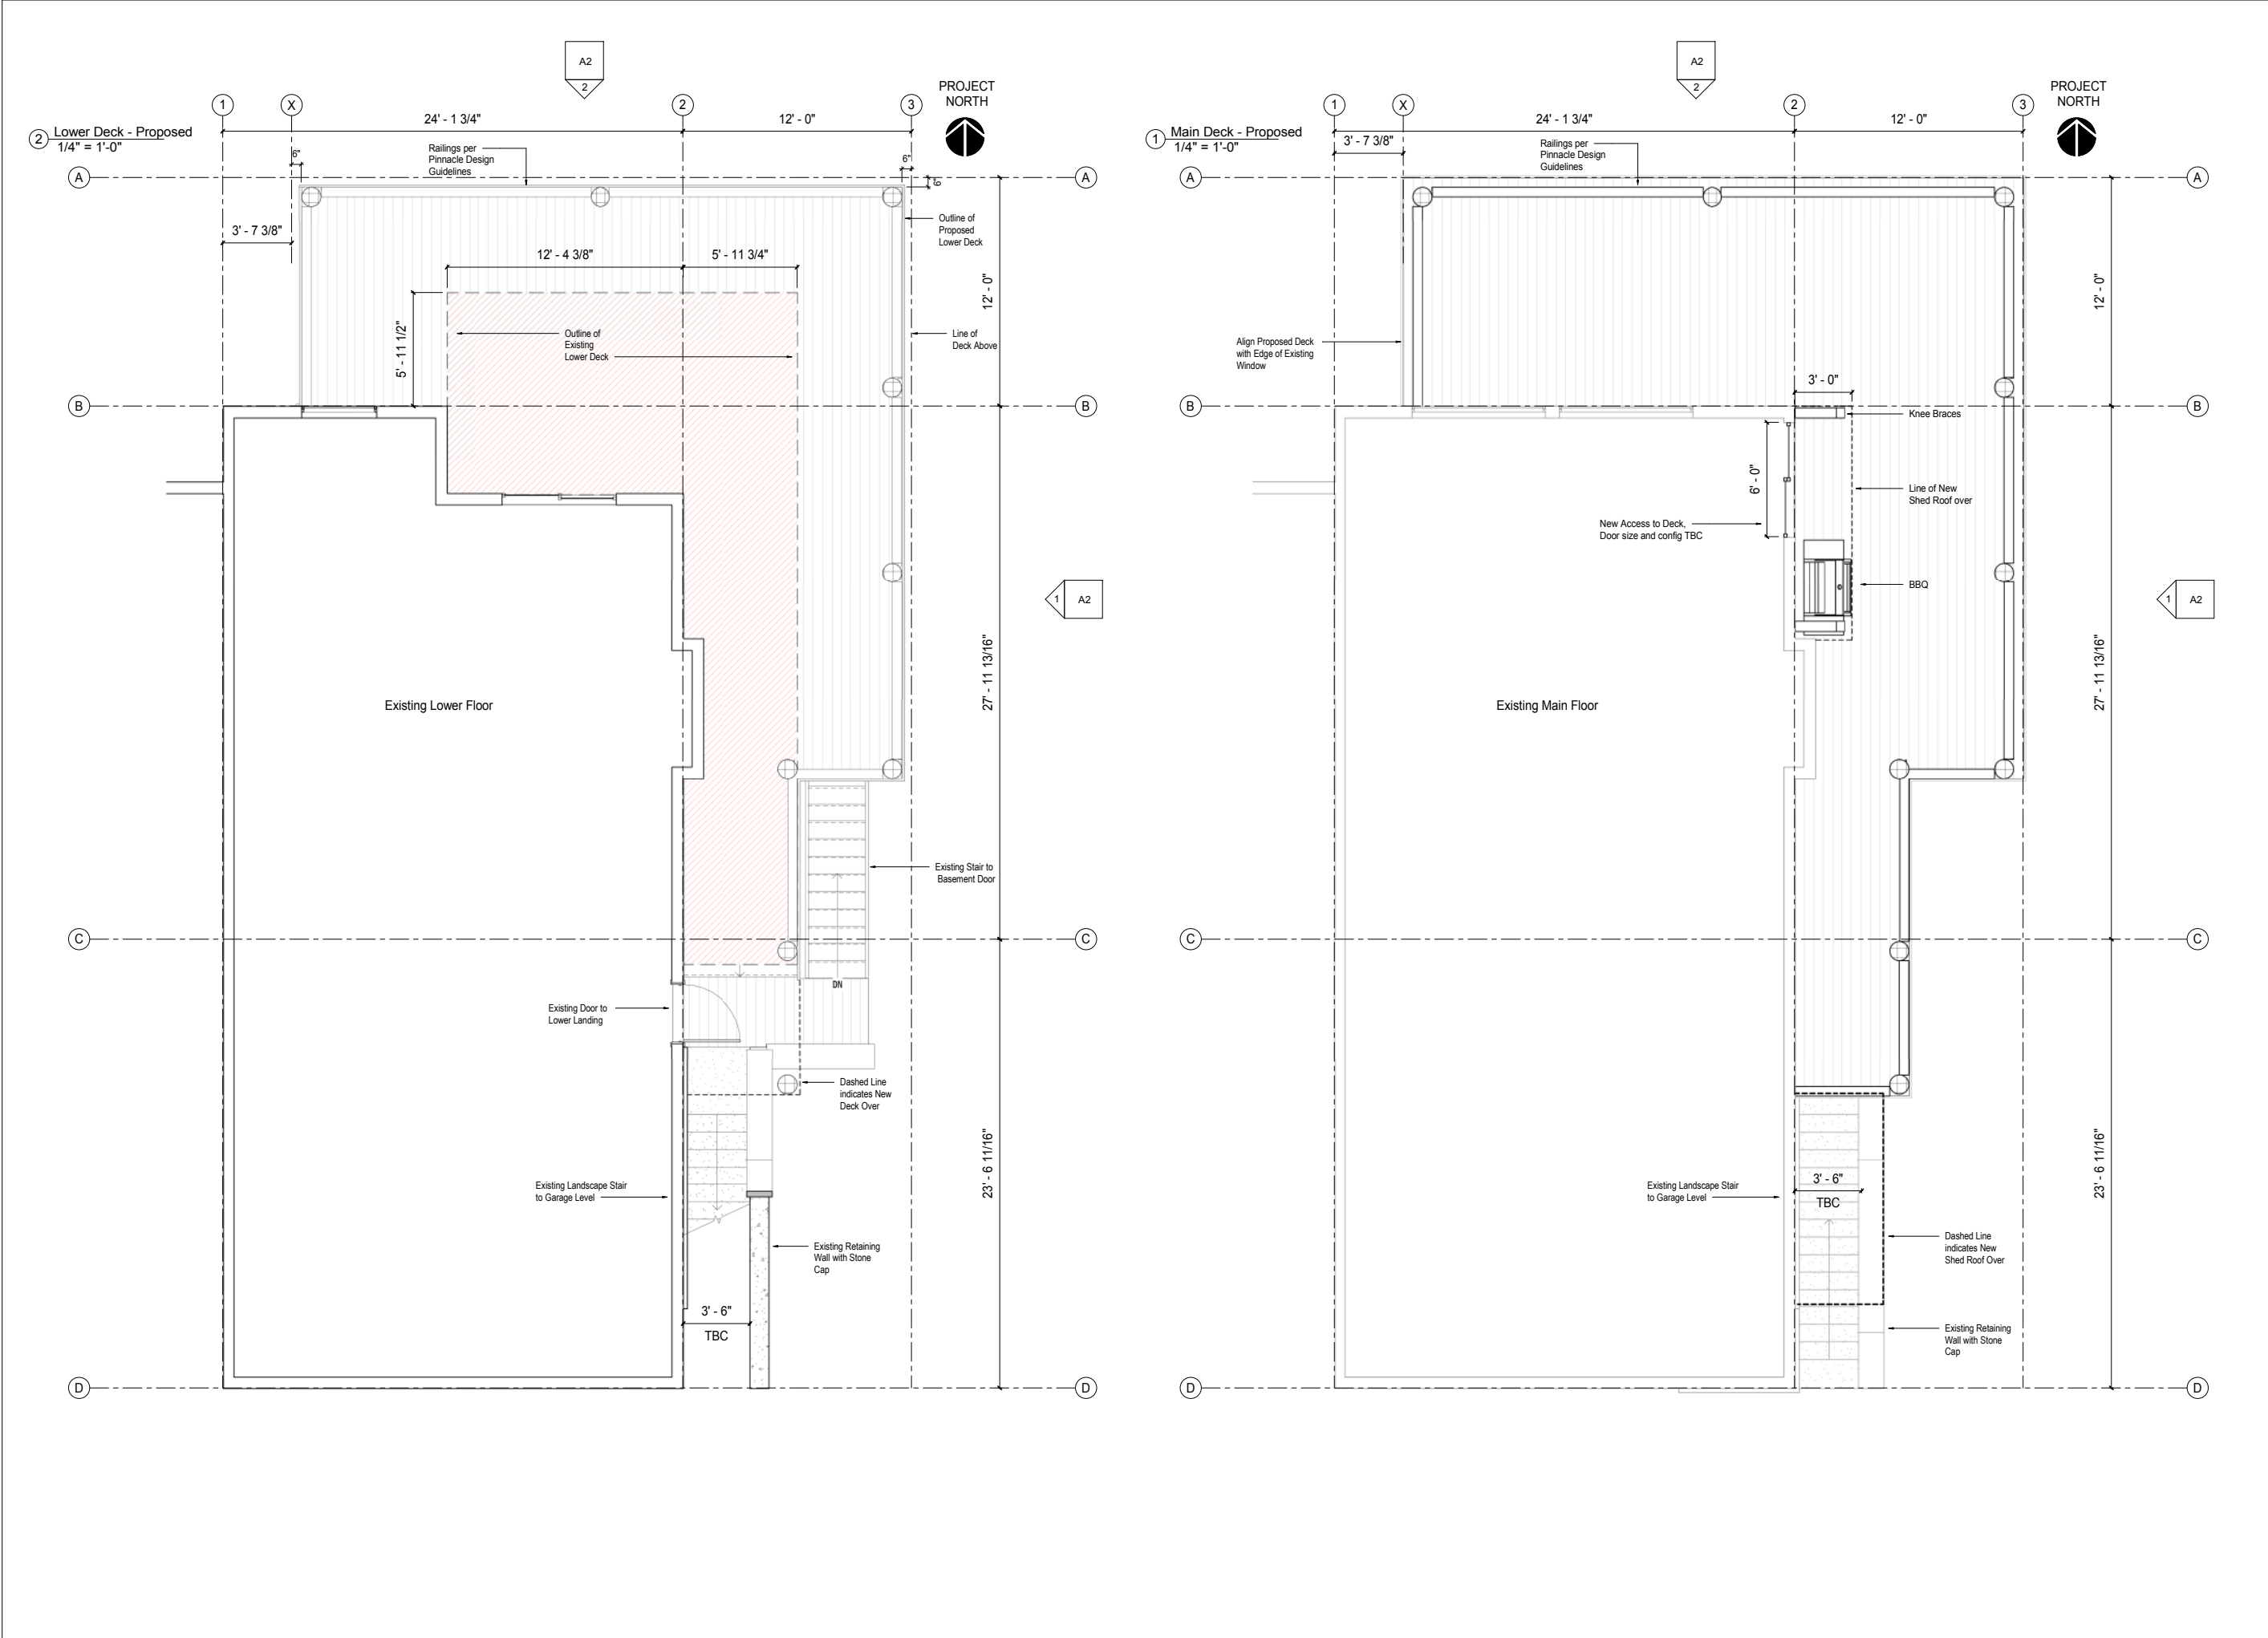 A2
2
PROJECT
NORTH
1
X
2
3
24' - 1 3/4"
12' - 0"
2
Lower Deck - Proposed
1/4" = 1'-0"
Railings per
Pinnacle Design
Guidelines
6"
6"
6"
A
A
Outline of
Proposed
Lower Deck
3' - 7 3/8"
12' - 4 3/8"
5' - 11 3/4"
12' - 0"
5' - 11 1/2"
Outline of
Existing
Lower Deck
Line of
Deck Above
B
B
1
A2
27' - 11 13/16"
Existing Lower Floor
Existing Stair to
Basement Door
C
C
DN
Existing Door to
Lower Landing
Dashed Line
indicates New
Deck Over
23' - 6 11/16"
Existing Landscape Stair
to Garage Level
Existing Retaining
Wall with Stone
Cap
3' - 6"
TBC
D
D
A2
2
PROJECT
NORTH
1
X
2
3
24' - 1 3/4"
12' - 0"
1
Main Deck - Proposed
1/4" = 1'-0"
3' - 7 3/8"
Railings per
Pinnacle Design
Guidelines
A
A
12' - 0"
Align Proposed Deck
with Edge of Existing
Window
3' - 0"
B
B
Knee Braces
6' - 0"
Line of New
Shed Roof over
New Access to Deck,
Door size and config TBC
BBQ
1
A2
27' - 11 13/16"
Existing Main Floor
C
C
23' - 6 11/16"
Existing Landscape Stair
to Garage Level
3' - 6"
TBC
Dashed Line
indicates New
Shed Roof Over
Existing Retaining
Wall with Stone
Cap
D
D